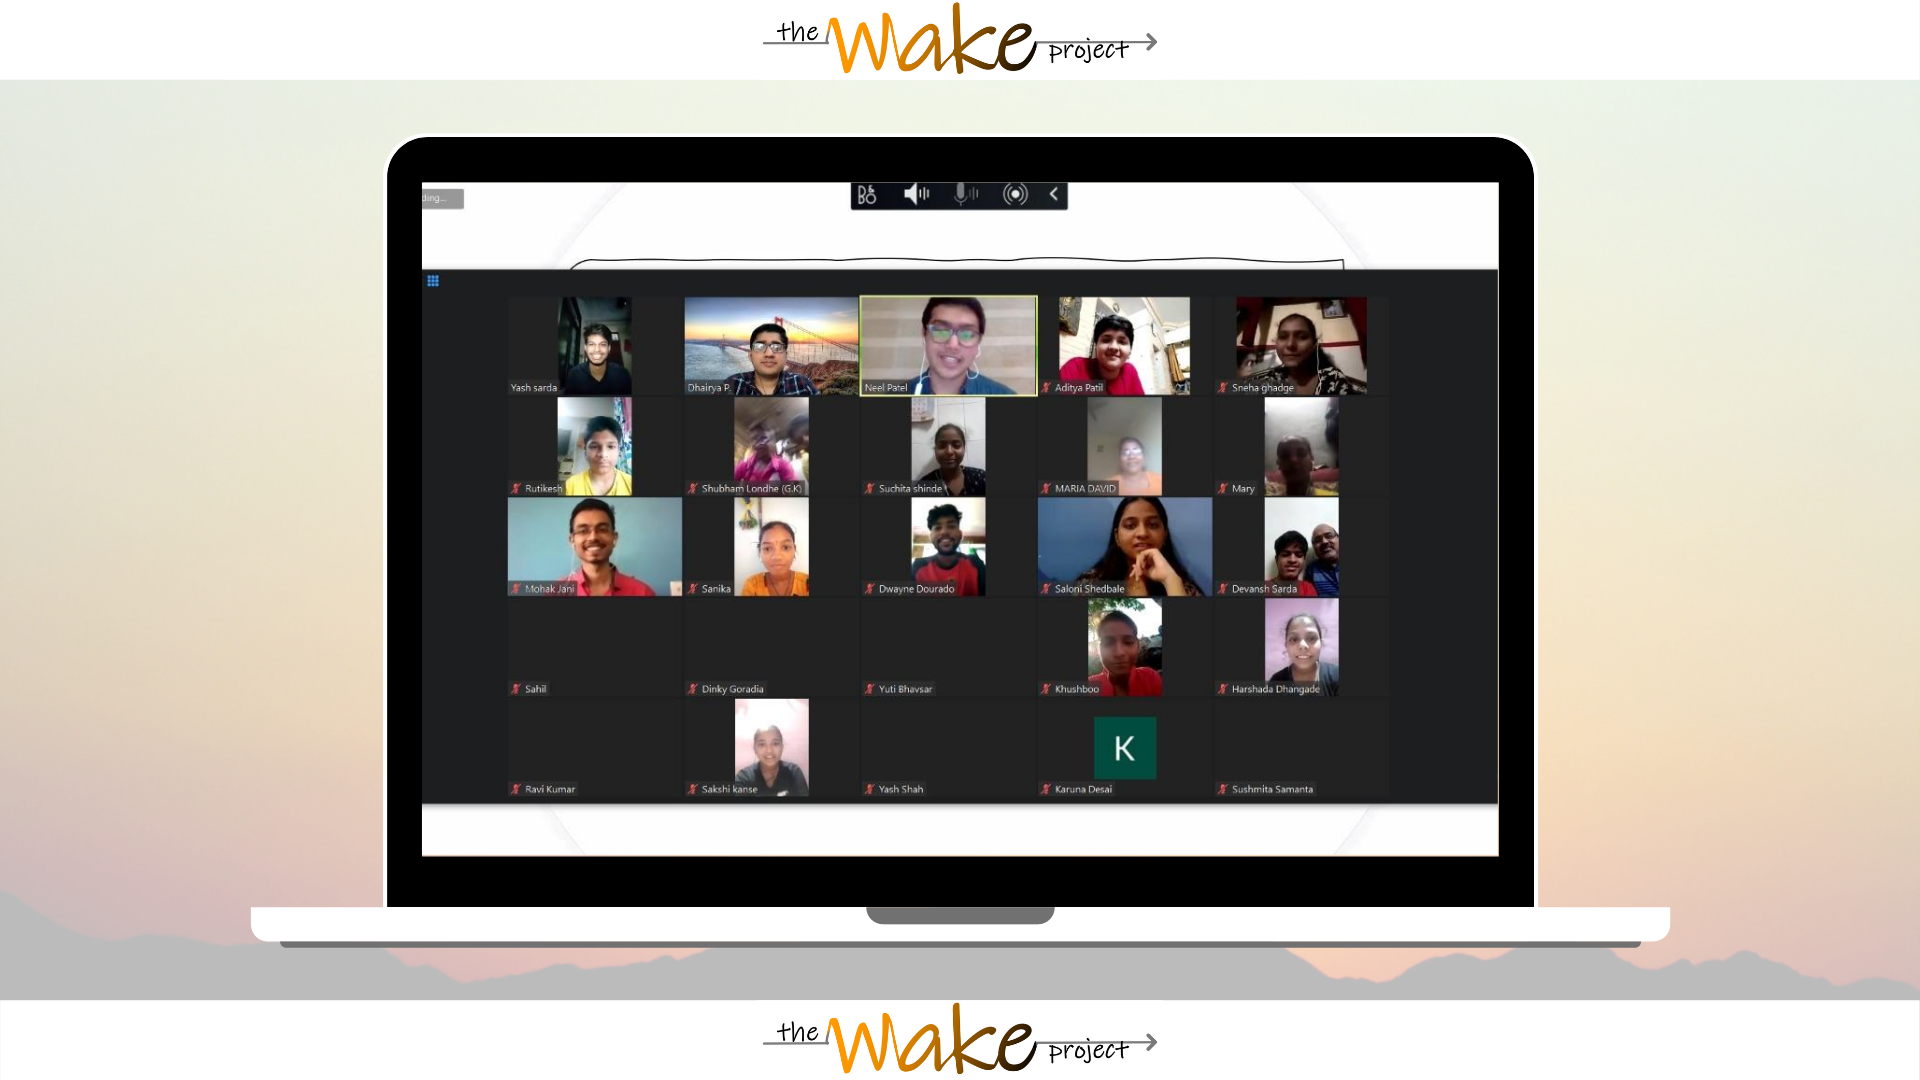 the Wake project
ding...
B&O
Yash sarda
Dhairya P.
Neel Patel
Aditya Patil
Sneha ghadge
Rutikesh
Shubham Londhe (G.K)
Suchita shinde
MARIA DAVID
Mary
Mohak Jani
Sanika
Dwayne Dourado
Saloni Shedbale
Devansh Sarda
Sahil
Dinky Goradia
Yuti Bhavsar
Khushboo
Harshada Dhangade
K
Ravi Kumar
Sakshi kanse
Yash Shah
Karuna Desai
Sushmita Samanta
the Wake project